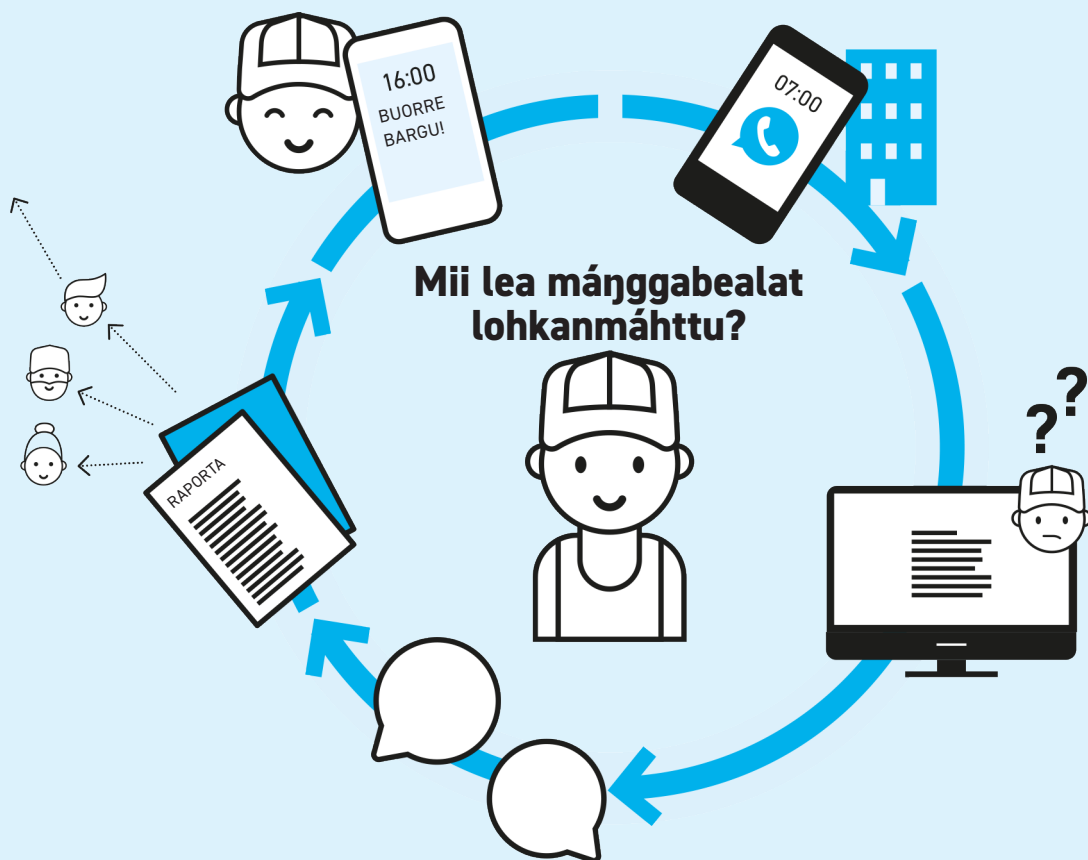 16:00
BUORRE
BARGU!
07:00
Mii lea máŋggabealat
lohkanmáhttu?
? ?
RAPORTA